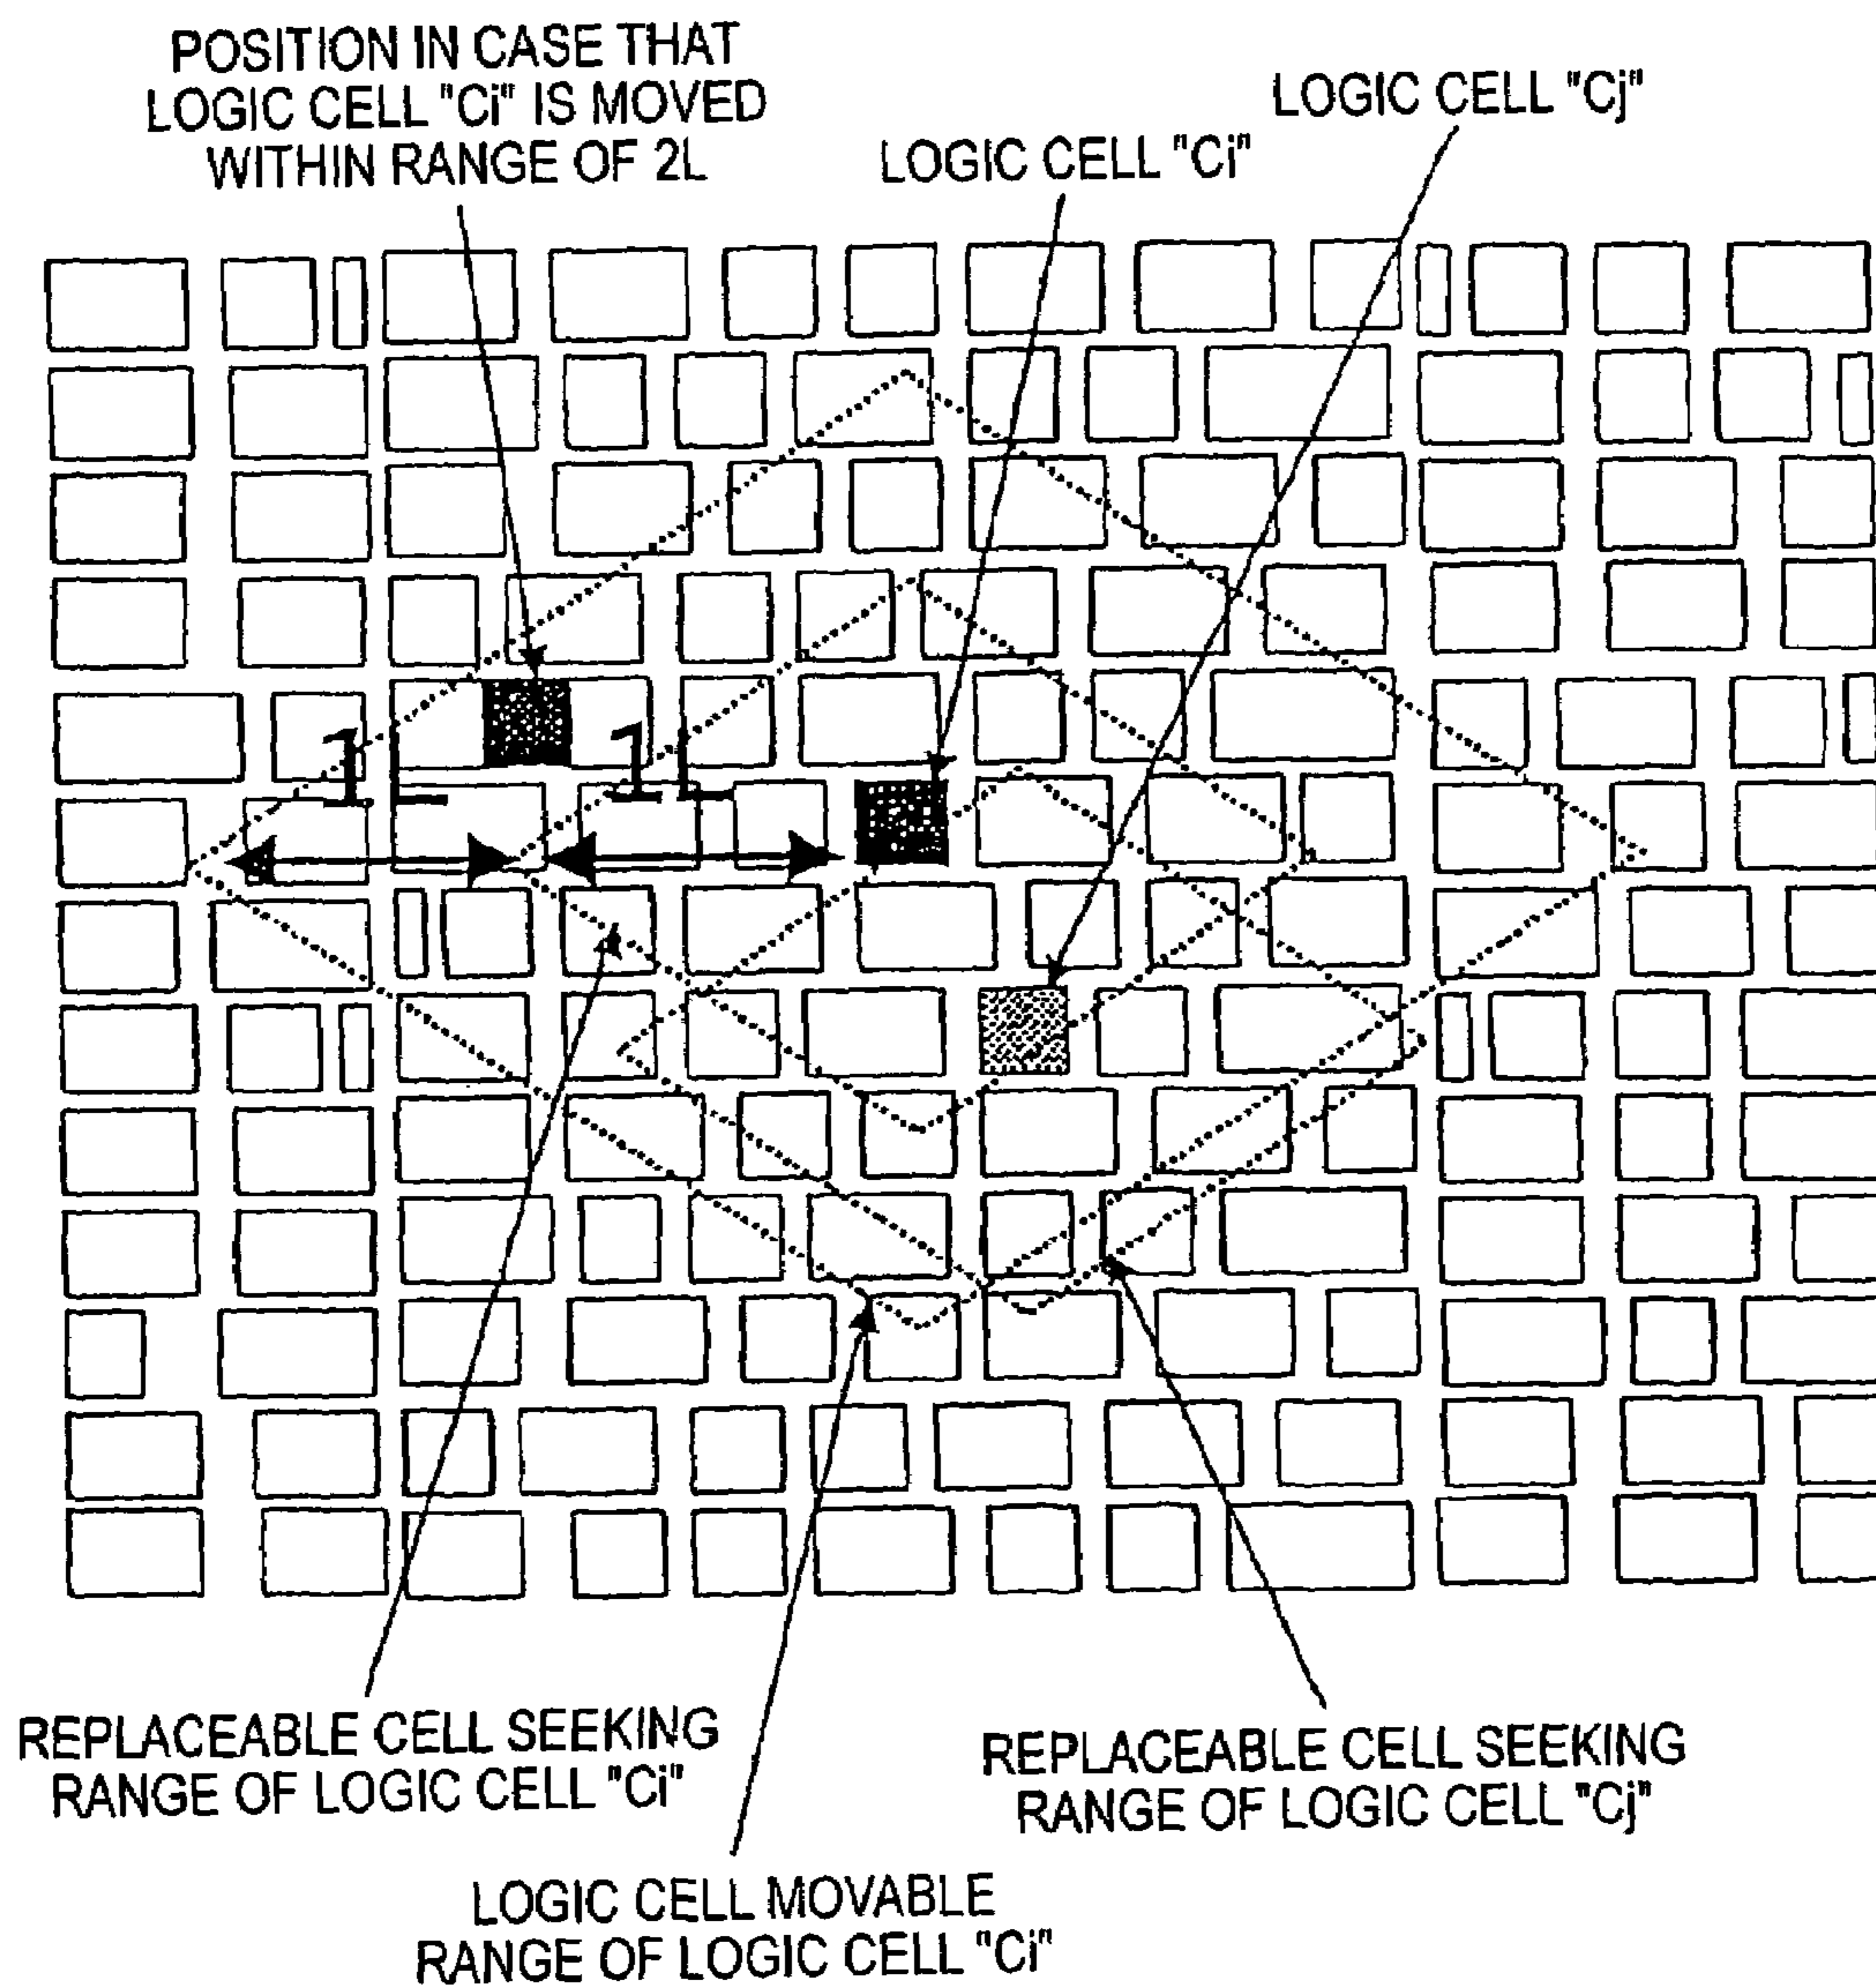 POSITION IN CASE THAT
LOGIC CELL "Ci" IS MOVED
WITHIN RANGE OF 2L
LOGIC CELL "Ci"
LOGIC CELL "Cj"
1L
1L
REPLACEABLE CELL SEEKING
RANGE OF LOGIC CELL "Ci"
REPLACEABLE CELL SEEKING
RANGE OF LOGIC CELL "Cj"
LOGIC CELL MOVABLE
RANGE OF LOGIC CELL "Ci"